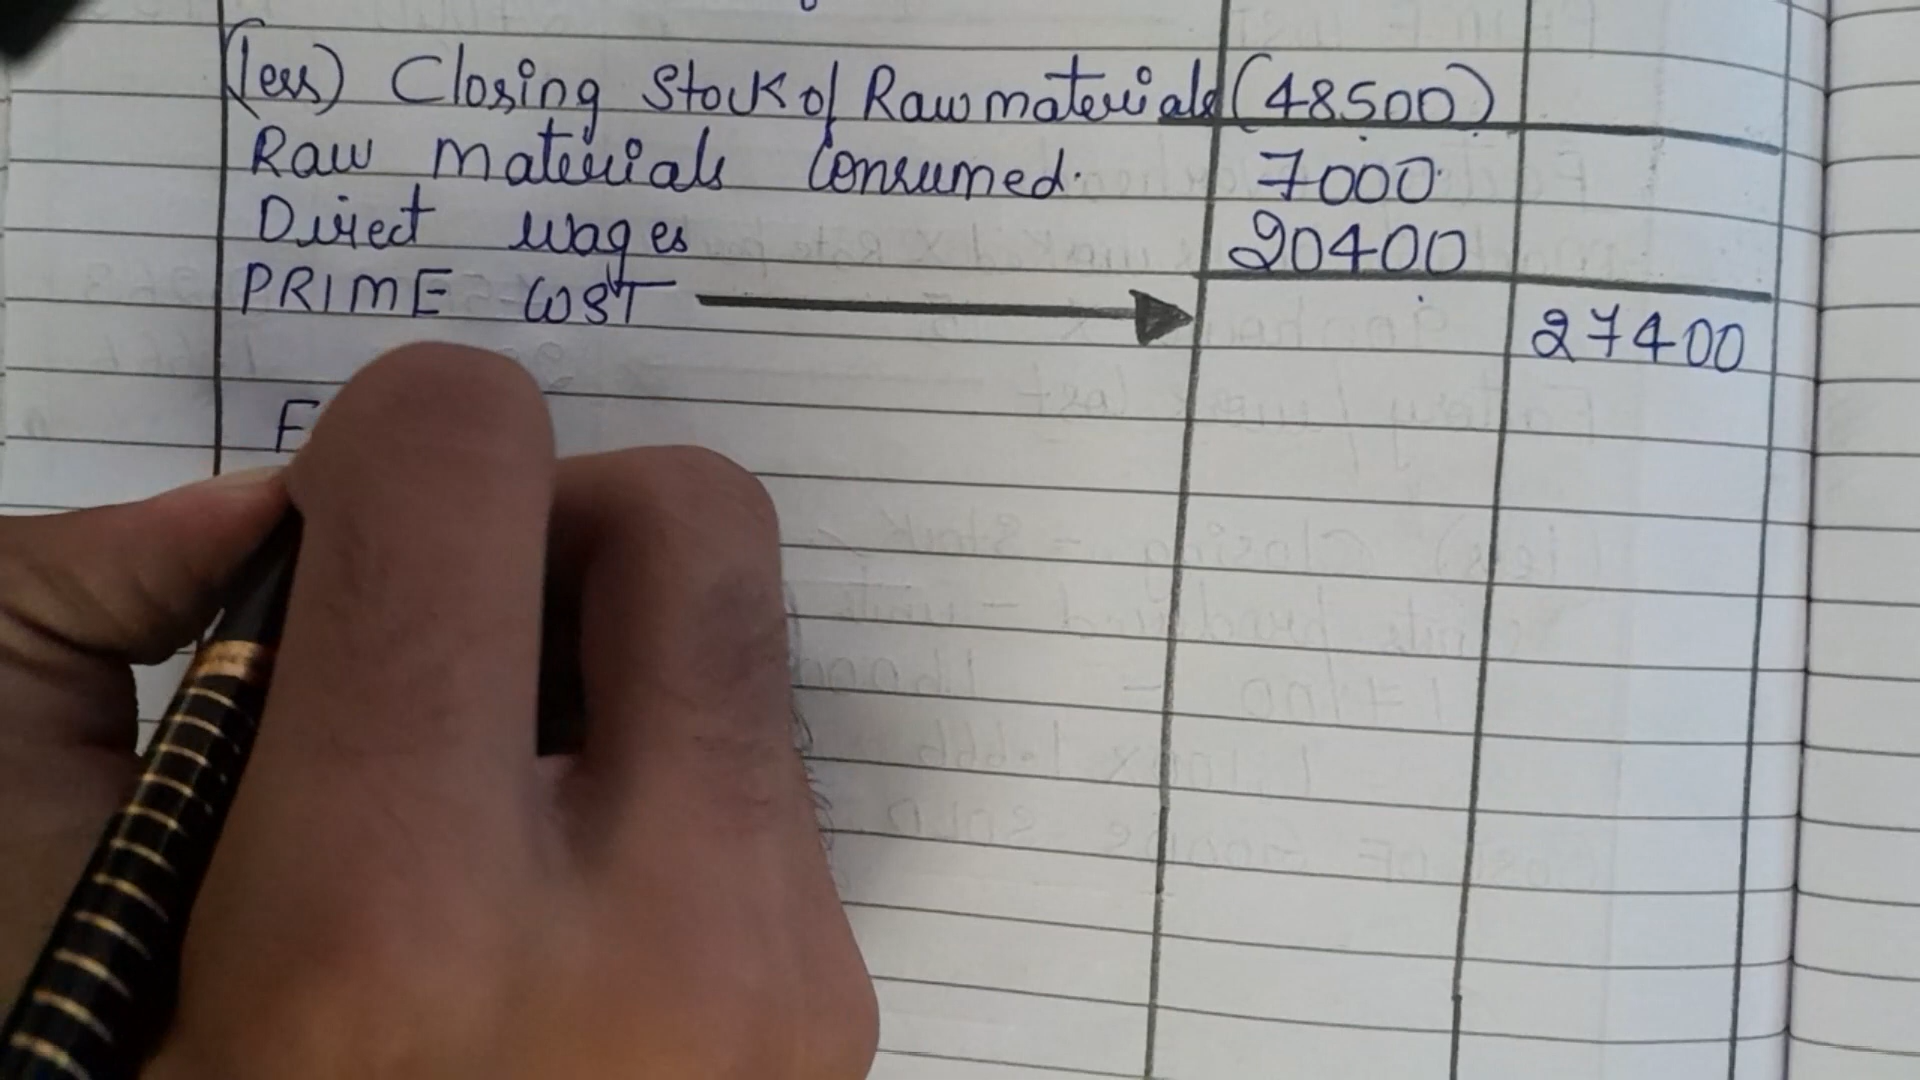 (less) Closing Stock of Raw materials (48500)
Raw materials Consumed. 7000
Direct wages 20400
PRIME COST 27400
F